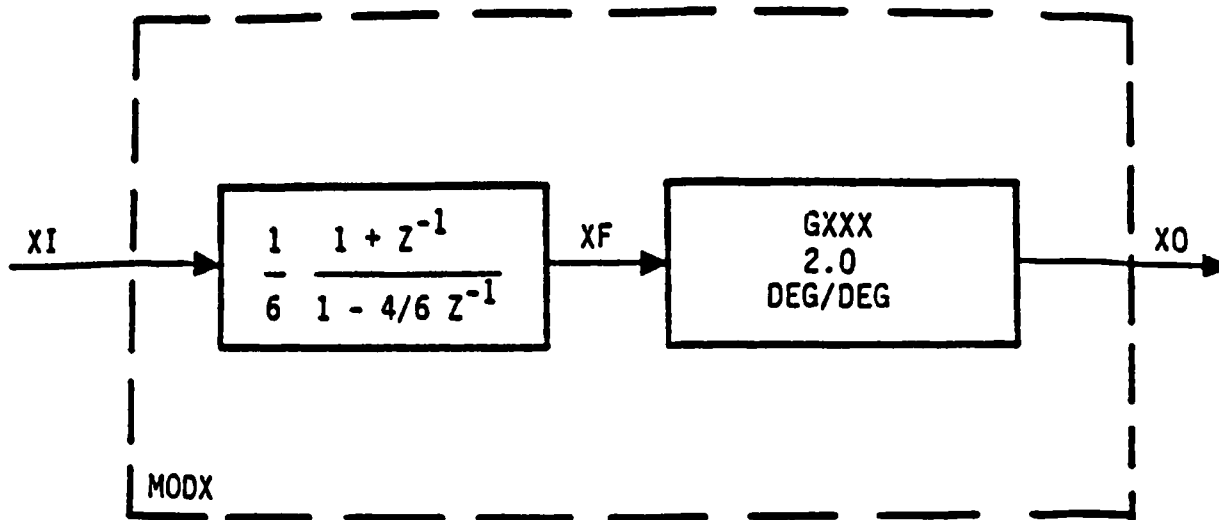 XI
1 1 + Z⁻¹
6 1 - 4/6 Z⁻¹
XF
GXXX
2.0
DEG/DEG
XO
MODX